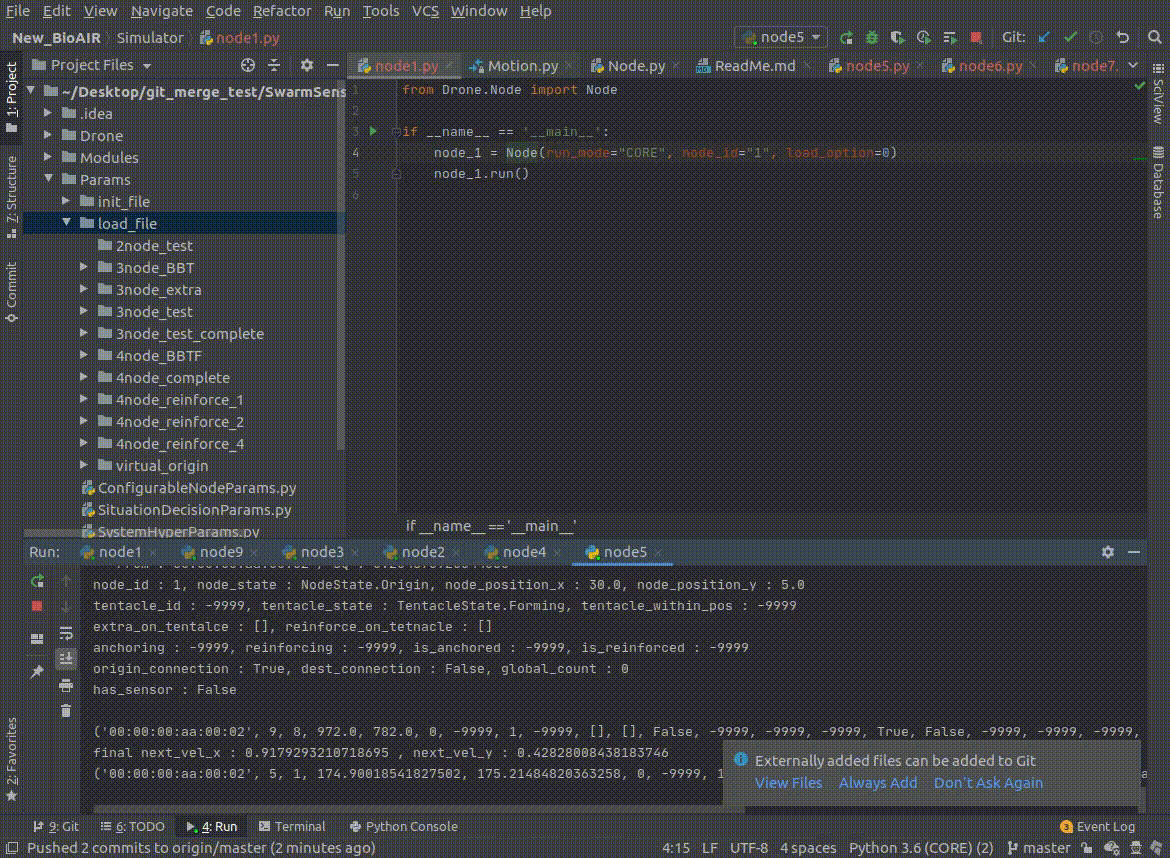 File Edit View Navigate Code Refactor Run Tools VCS Window Help
New_BioAIR Simulator node1.py node5 Git:
1: Project
7: Structure
Commit
2: Favorites
Project Files
~/Desktop/git_merge_test/SwarmSens
.idea
Drone
Modules
Params
init_file
load_file
2node_test
3node_BBT
3node_extra
3node_test
3node_test_complete
4node_BBTF
4node_complete
4node_reinforce_1
4node_reinforce_2
4node_reinforce_4
virtual_origin
ConfigurableNodeParams.py
SituationDecisionParams.py
SystemHyperParams.py
node1.py Motion.py Node.py ReadMe.md node5.py node6.py node7.
1 from Drone.Node import Node
2
3 if __name__ == '__main__':
4 node_1 = Node(run_mode="CORE", node_id="1", load_option=0)
5 node_1.run()
6
if __name__ == '__main__'
SciView
Database
Run: node1 node9 node3 node2 node4 node5
node_id : 1, node_state : NodeState.Origin, node_position_x : 30.0, node_position_y : 5.0
tentacle_id : -9999, tentacle_state : TentacleState.Forming, tentacle_within_pos : -9999
extra_on_tentalce : [], reinforce_on_tetnacle : []
anchoring : -9999, reinforcing : -9999, is_anchored : -9999, is_reinforced : -9999
origin_connection : True, dest_connection : False, global_count : 0
has_sensor : False
('00:00:00:aa:00:02', 9, 8, 972.0, 782.0, 0, -9999, 1, -9999, [], [], False, -9999, -9999, -9999, True, False, -9999, -9999, -9999,
final next_vel_x : 0.9179293210718695 , next_vel_y : 0.42828008438183746
('00:00:00:aa:00:02', 5, 1, 174.90018541827502, 175.21484820363258, 0, -9999, 1
Externally added files can be added to Git
View Files Always Add Don't Ask Again
9: Git 6: TODO 4: Run Terminal Python Console 3 Event Log
Pushed 2 commits to origin/master (2 minutes ago) 4:15 LF UTF-8 4 spaces Python 3.6 (CORE) (2) master